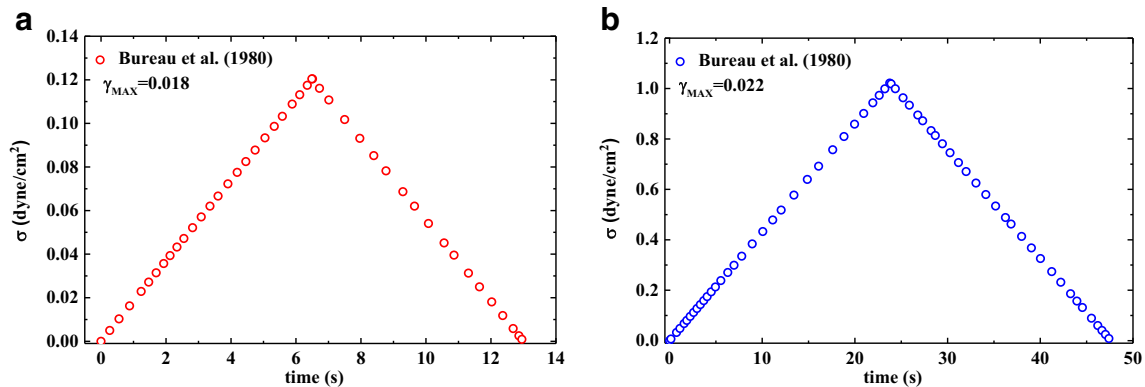 a
0.14
0.12
0.10
0.08
0.06
0.04
0.02
0.00
σ (dyne/cm²)
Bureau et al. (1980)
γMAX=0.018
0 2 4 6 8 10 12 14
time (s)
b
1.2
1.0
0.8
0.6
0.4
0.2
0.0
σ (dyne/cm²)
Bureau et al. (1980)
γMAX=0.022
0 10 20 30 40 50
time (s)